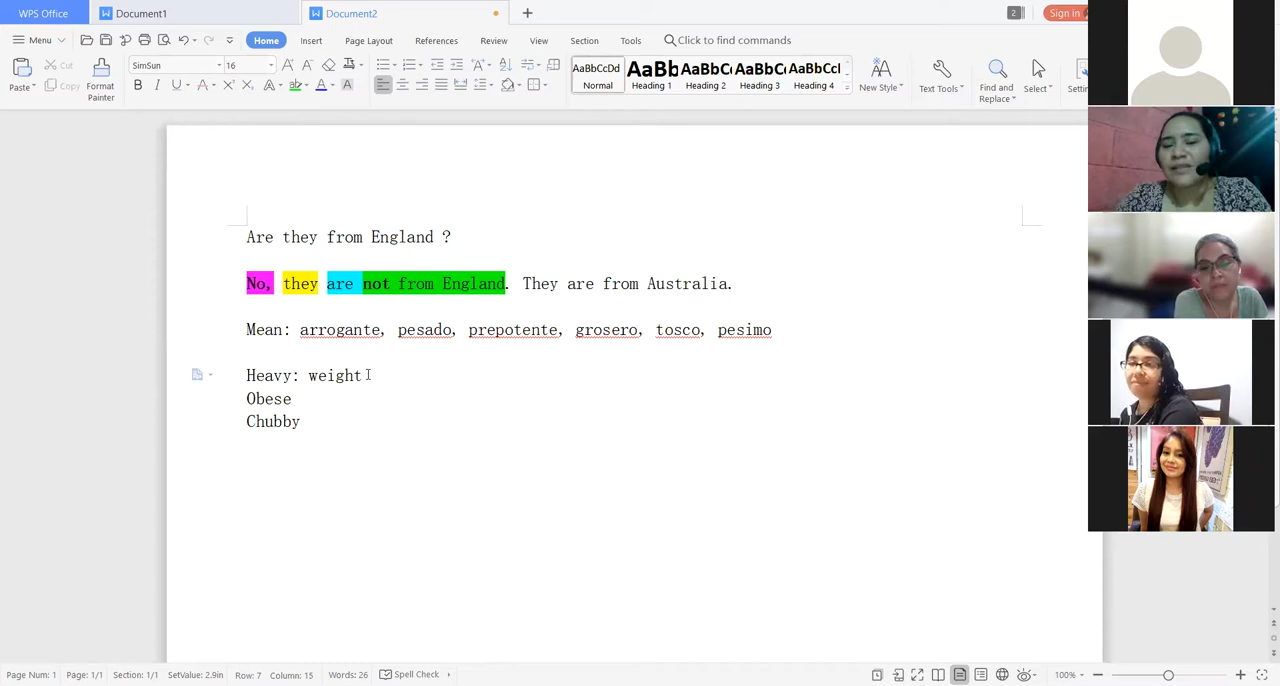 WPS Office Document1 Document2 + 2 Sign in
Menu Home Insert Page Layout References Review View Section Tools Click to find commands
Paste Cut Copy Format Painter SimSun 16 AaBbCcDd Normal AaBb Heading 1 AaBbC Heading 2 AaBbC Heading 3 AaBbCcI Heading 4 New Style Text Tools Find and Replace Select
Are they from England ?
No, they are not from England. They are from Australia.
Mean: arrogante, pesado, prepotente, grosero, tosco, pesimo
Heavy: weight
Obese
Chubby
Page Num: 1 Page: 1/1 Section: 1/1 SetValue: 2.9in Row: 7 Column: 15 Words: 26 Spell Check 100%